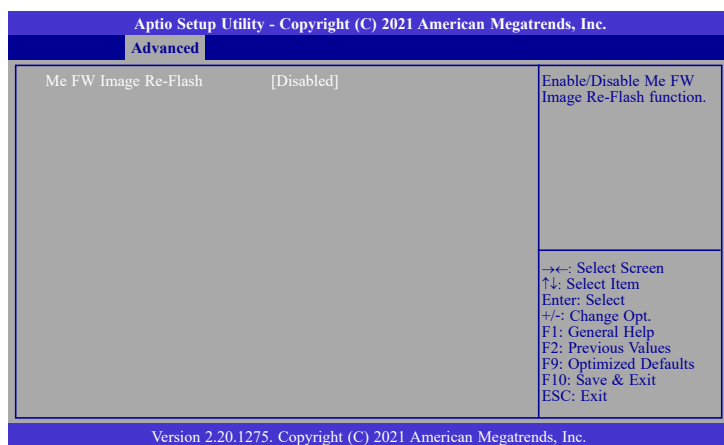 Aptio Setup Utility - Copyright (C) 2021 American Megatrends, Inc.
Advanced
Me FW Image Re-Flash [Disabled]
Enable/Disable Me FW
Image Re-Flash function.
→←: Select Screen
↑↓: Select Item
Enter: Select
+/-: Change Opt.
F1: General Help
F2: Previous Values
F9: Optimized Defaults
F10: Save & Exit
ESC: Exit
Version 2.20.1275. Copyright (C) 2021 American Megatrends, Inc.